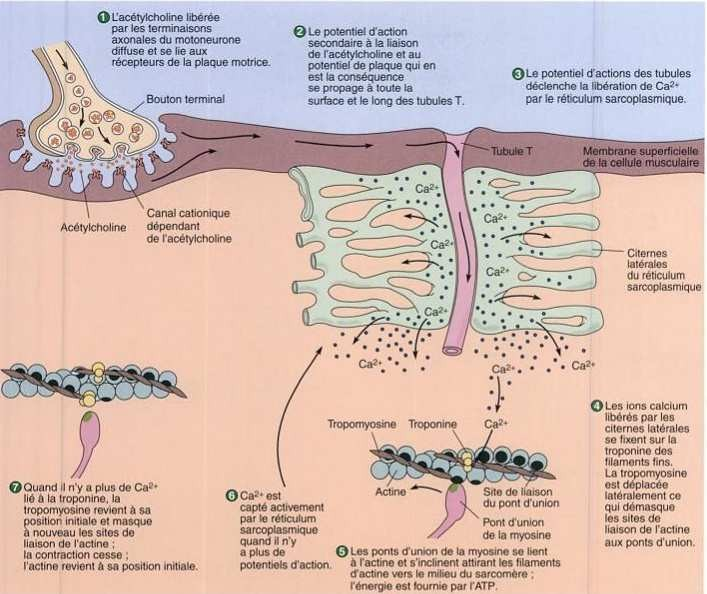 1 L'acétylcholine libérée
par les terminaisons
axonales du motoneurone
diffuse et se lie aux
récepteurs de la plaque motrice.
2 Le potentiel d'action
secondaire à la liaison
de l'acétylcholine et au
potentiel de plaque qui en
est la conséquence
se propage à toute la
surface et le long des tubules T.
3 Le potentiel d'actions des tubules
déclenche la libération de Ca2+
par le réticulum sarcoplasmique.
Bouton terminal
Tubule T
Membrane superficielle
de la cellule musculaire
Acétylcholine
Canal cationique
dépendant
de l'acétylcholine
Ca2+
Ca2+
Ca2+
Ca2+
Ca2+
Citernes
latérales
du réticulum
sarcoplasmique
Ca2+
Ca2+
Ca2+
Tropomyosine
Troponine
Ca2+
Actine
Site de liaison
du pont d'union
Pont d'union
de la myosine
4 Les ions calcium
libérés par les
citernes latérales
se fixent sur la
troponine des
filaments fins.
La tropomyosine
est déplacée
latéralement ce
qui démasque
les sites de
liaison de l'actine
aux ponts d'union.
7 Quand il n'y a plus de Ca2+
lié à la troponine, la
tropomyosine revient à sa
position initiale et masque
à nouveau les sites de
liaison de l'actine ;
la contraction cesse ;
l'actine revient à sa position initiale.
6 Ca2+ est
capté activement
par le réticulum
sarcoplasmique
quand il n'y
a plus de
potentiels d'action.
5 Les ponts d'union de la myosine se lient
à l'actine et s'inclinent attirant les filaments
d'actine vers le milieu du sarcomère ;
l'énergie est fournie par l'ATP.